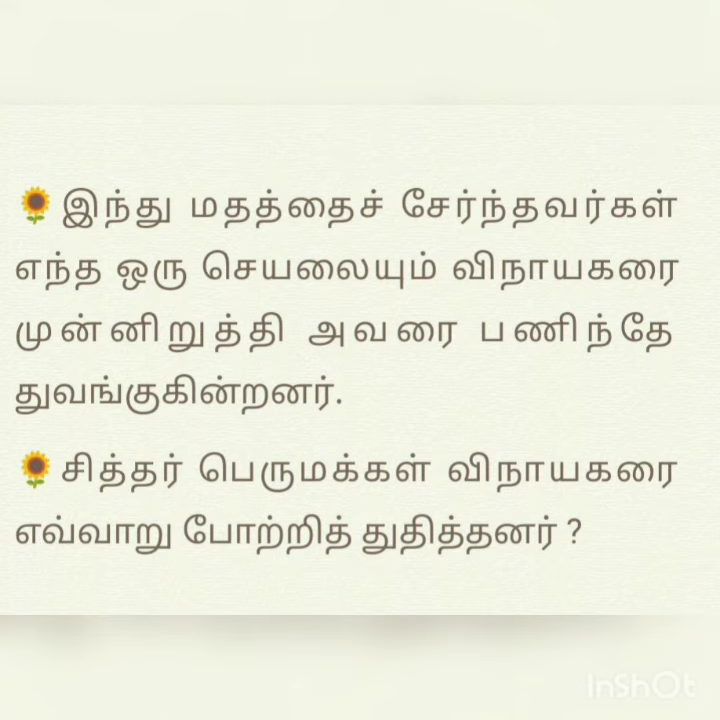 🌻இந்து மதத்தைச் சேர்ந்தவர்கள்
எந்த ஒரு செயலையும் விநாயகரை
முன்னிறுத்தி அவரை பணிந்தே
துவங்குகின்றனர்.
🌻சித்தர் பெருமக்கள் விநாயகரை
எவ்வாறு போற்றித் துதித்தனர் ?
InShOt